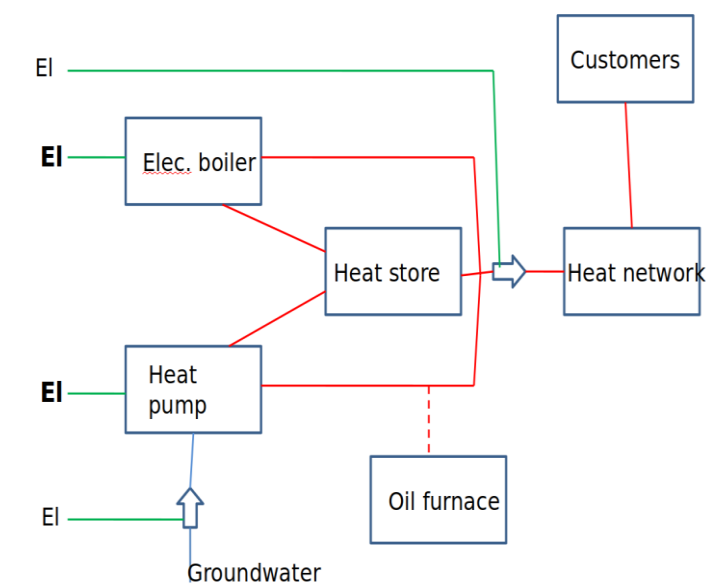 Customers
El
El
Elec. boiler
Heat store
Heat network
Heat
pump
El
Oil furnace
El
Groundwater